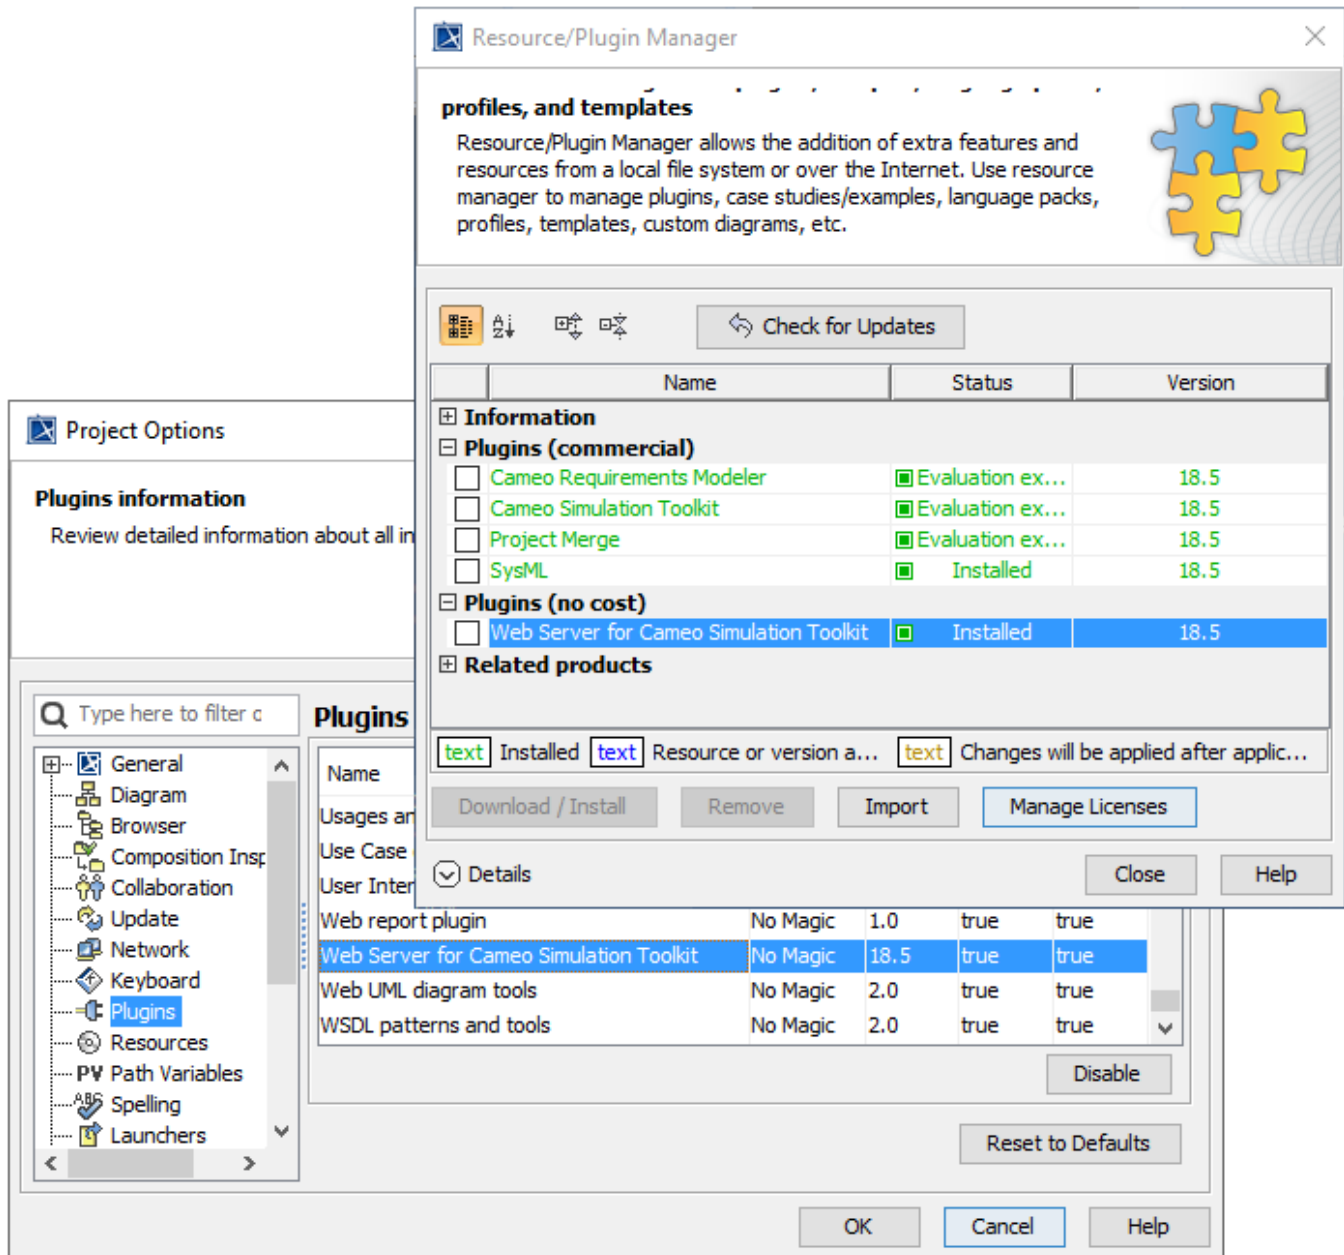 Resource/Plugin Manager
profiles, and templates
Resource/Plugin Manager allows the addition of extra features and
resources from a local file system or over the Internet. Use resource
manager to manage plugins, case studies/examples, language packs,
profiles, templates, custom diagrams, etc.
Check for Updates
Name Status Version
Information
Plugins (commercial)
Cameo Requirements Modeler Evaluation ex... 18.5
Cameo Simulation Toolkit Evaluation ex... 18.5
Project Merge Evaluation ex... 18.5
SysML Installed 18.5
Plugins (no cost)
Web Server for Cameo Simulation Toolkit Installed 18.5
Related products
text Installed text Resource or version a... text Changes will be applied after applic...
Download / Install Remove Import Manage Licenses
Details Close Help
Project Options
Plugins information
Review detailed information about all in
Type here to filter o
General
Diagram
Browser
Composition Insp
Collaboration
Update
Network
Keyboard
Plugins
Resources
PV Path Variables
ABC Spelling
Launchers
Plugins
Name
Usages an
Use Case
User Inter
Web report plugin No Magic 1.0 true true
Web Server for Cameo Simulation Toolkit No Magic 18.5 true true
Web UML diagram tools No Magic 2.0 true true
WSDL patterns and tools No Magic 2.0 true true
Disable
Reset to Defaults
OK Cancel Help